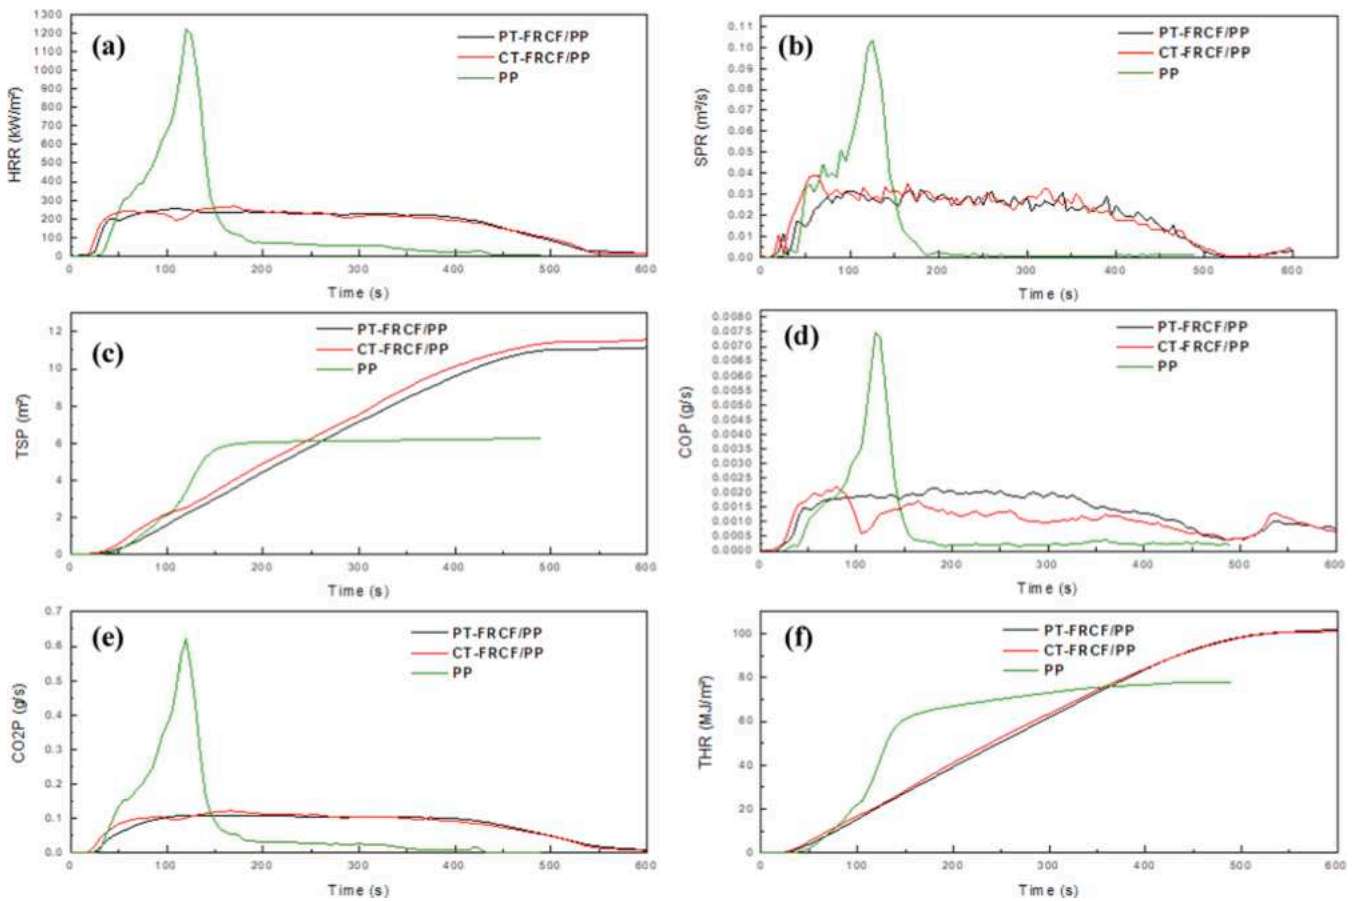 (a)
PT-FRCF/PP
CT-FRCF/PP
PP
HRR (kW/m²)
1300
1200
1100
1000
900
800
700
600
500
400
300
200
100
0
0 100 200 300 400 500 600
Time (s)
(b)
PT-FRCF/PP
CT-FRCF/PP
PP
SPR (m²/s)
0.11
0.10
0.09
0.08
0.07
0.06
0.05
0.04
0.03
0.02
0.01
0.00
0 100 200 300 400 500 600
Time (s)
(c)
PT-FRCF/PP
CT-FRCF/PP
PP
TSP (m²)
12
10
8
6
4
2
0
0 100 200 300 400 500 600
Time (s)
(d)
PT-FRCF/PP
CT-FRCF/PP
PP
COP (g/s)
0.0080
0.0075
0.0070
0.0065
0.0060
0.0055
0.0050
0.0045
0.0040
0.0035
0.0030
0.0025
0.0020
0.0015
0.0010
0.0005
0.0000
0 100 200 300 400 500 600
Time (s)
(e)
PT-FRCF/PP
CT-FRCF/PP
PP
CO2P (g/s)
0.7
0.6
0.5
0.4
0.3
0.2
0.1
0.0
0 100 200 300 400 500 600
Time (s)
(f)
PT-FRCF/PP
CT-FRCF/PP
PP
THR (MJ/m²)
100
80
60
40
20
0
0 100 200 300 400 500 600
Time (s)